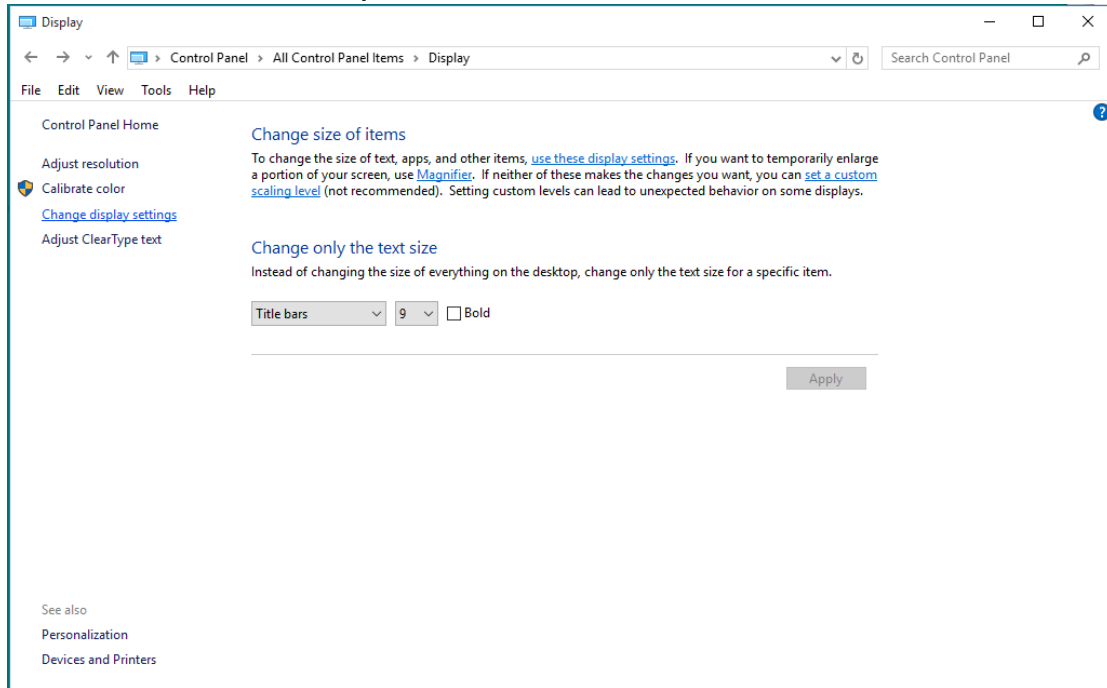 Display
Control Panel > All Control Panel Items > Display
Search Control Panel
File Edit View Tools Help
Control Panel Home
Adjust resolution
Calibrate color
Change display settings
Adjust ClearType text
Change size of items
To change the size of text, apps, and other items, use these display settings. If you want to temporarily enlarge
a portion of your screen, use Magnifier. If neither of these makes the changes you want, you can set a custom
scaling level (not recommended). Setting custom levels can lead to unexpected behavior on some displays.
Change only the text size
Instead of changing the size of everything on the desktop, change only the text size for a specific item.
Title bars 9 Bold
Apply
See also
Personalization
Devices and Printers